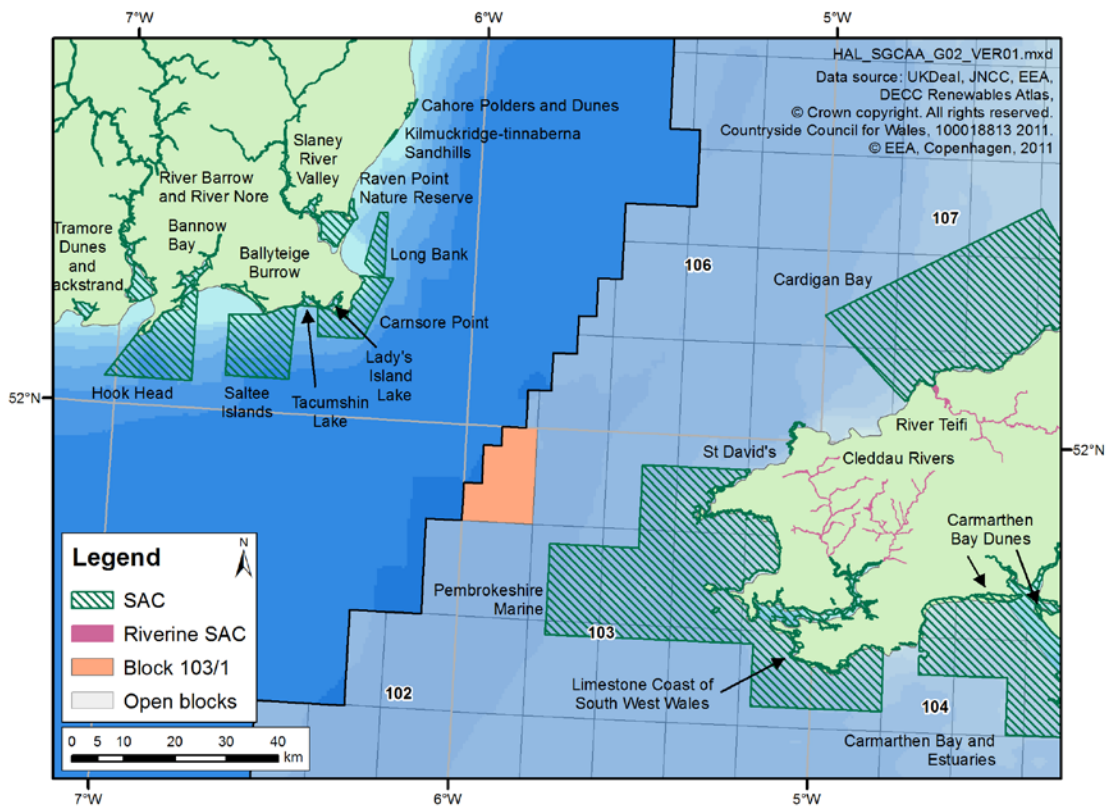 7°W
6°W
5°W
HAL_SGCAA_G02_VER01.mxd
Data source: UKDeal, JNCC, EEA,
DECC Renewables Atlas,
© Crown copyright. All rights reserved.
Countryside Council for Wales, 100018813 2011.
© EEA, Copenhagen, 2011
Cahore Polders and Dunes
Kilmuckridge-tinnaberna
Sandhills
Slaney
River
Valley
River Barrow
and River Nore
Raven Point
Nature Reserve
Tramore
Dunes
and
ackstrand
Bannow
Bay
Ballyteige
Burrow
Long Bank
107
106
Cardigan Bay
Carnsore Point
Lady's
Island
Lake
Hook Head
Saltee
Islands
Tacumshin
Lake
52°N
52°N
River Teifi
St David's
Cleddau Rivers
Carmarthen
Bay Dunes
Pembrokeshire
Marine
103
Limestone Coast of
South West Wales
102
104
Carmarthen Bay and
Estuaries
Legend
N
SAC
Riverine SAC
Block 103/1
Open blocks
0 5 10 20 30 40
km
7°W
6°W
5°W